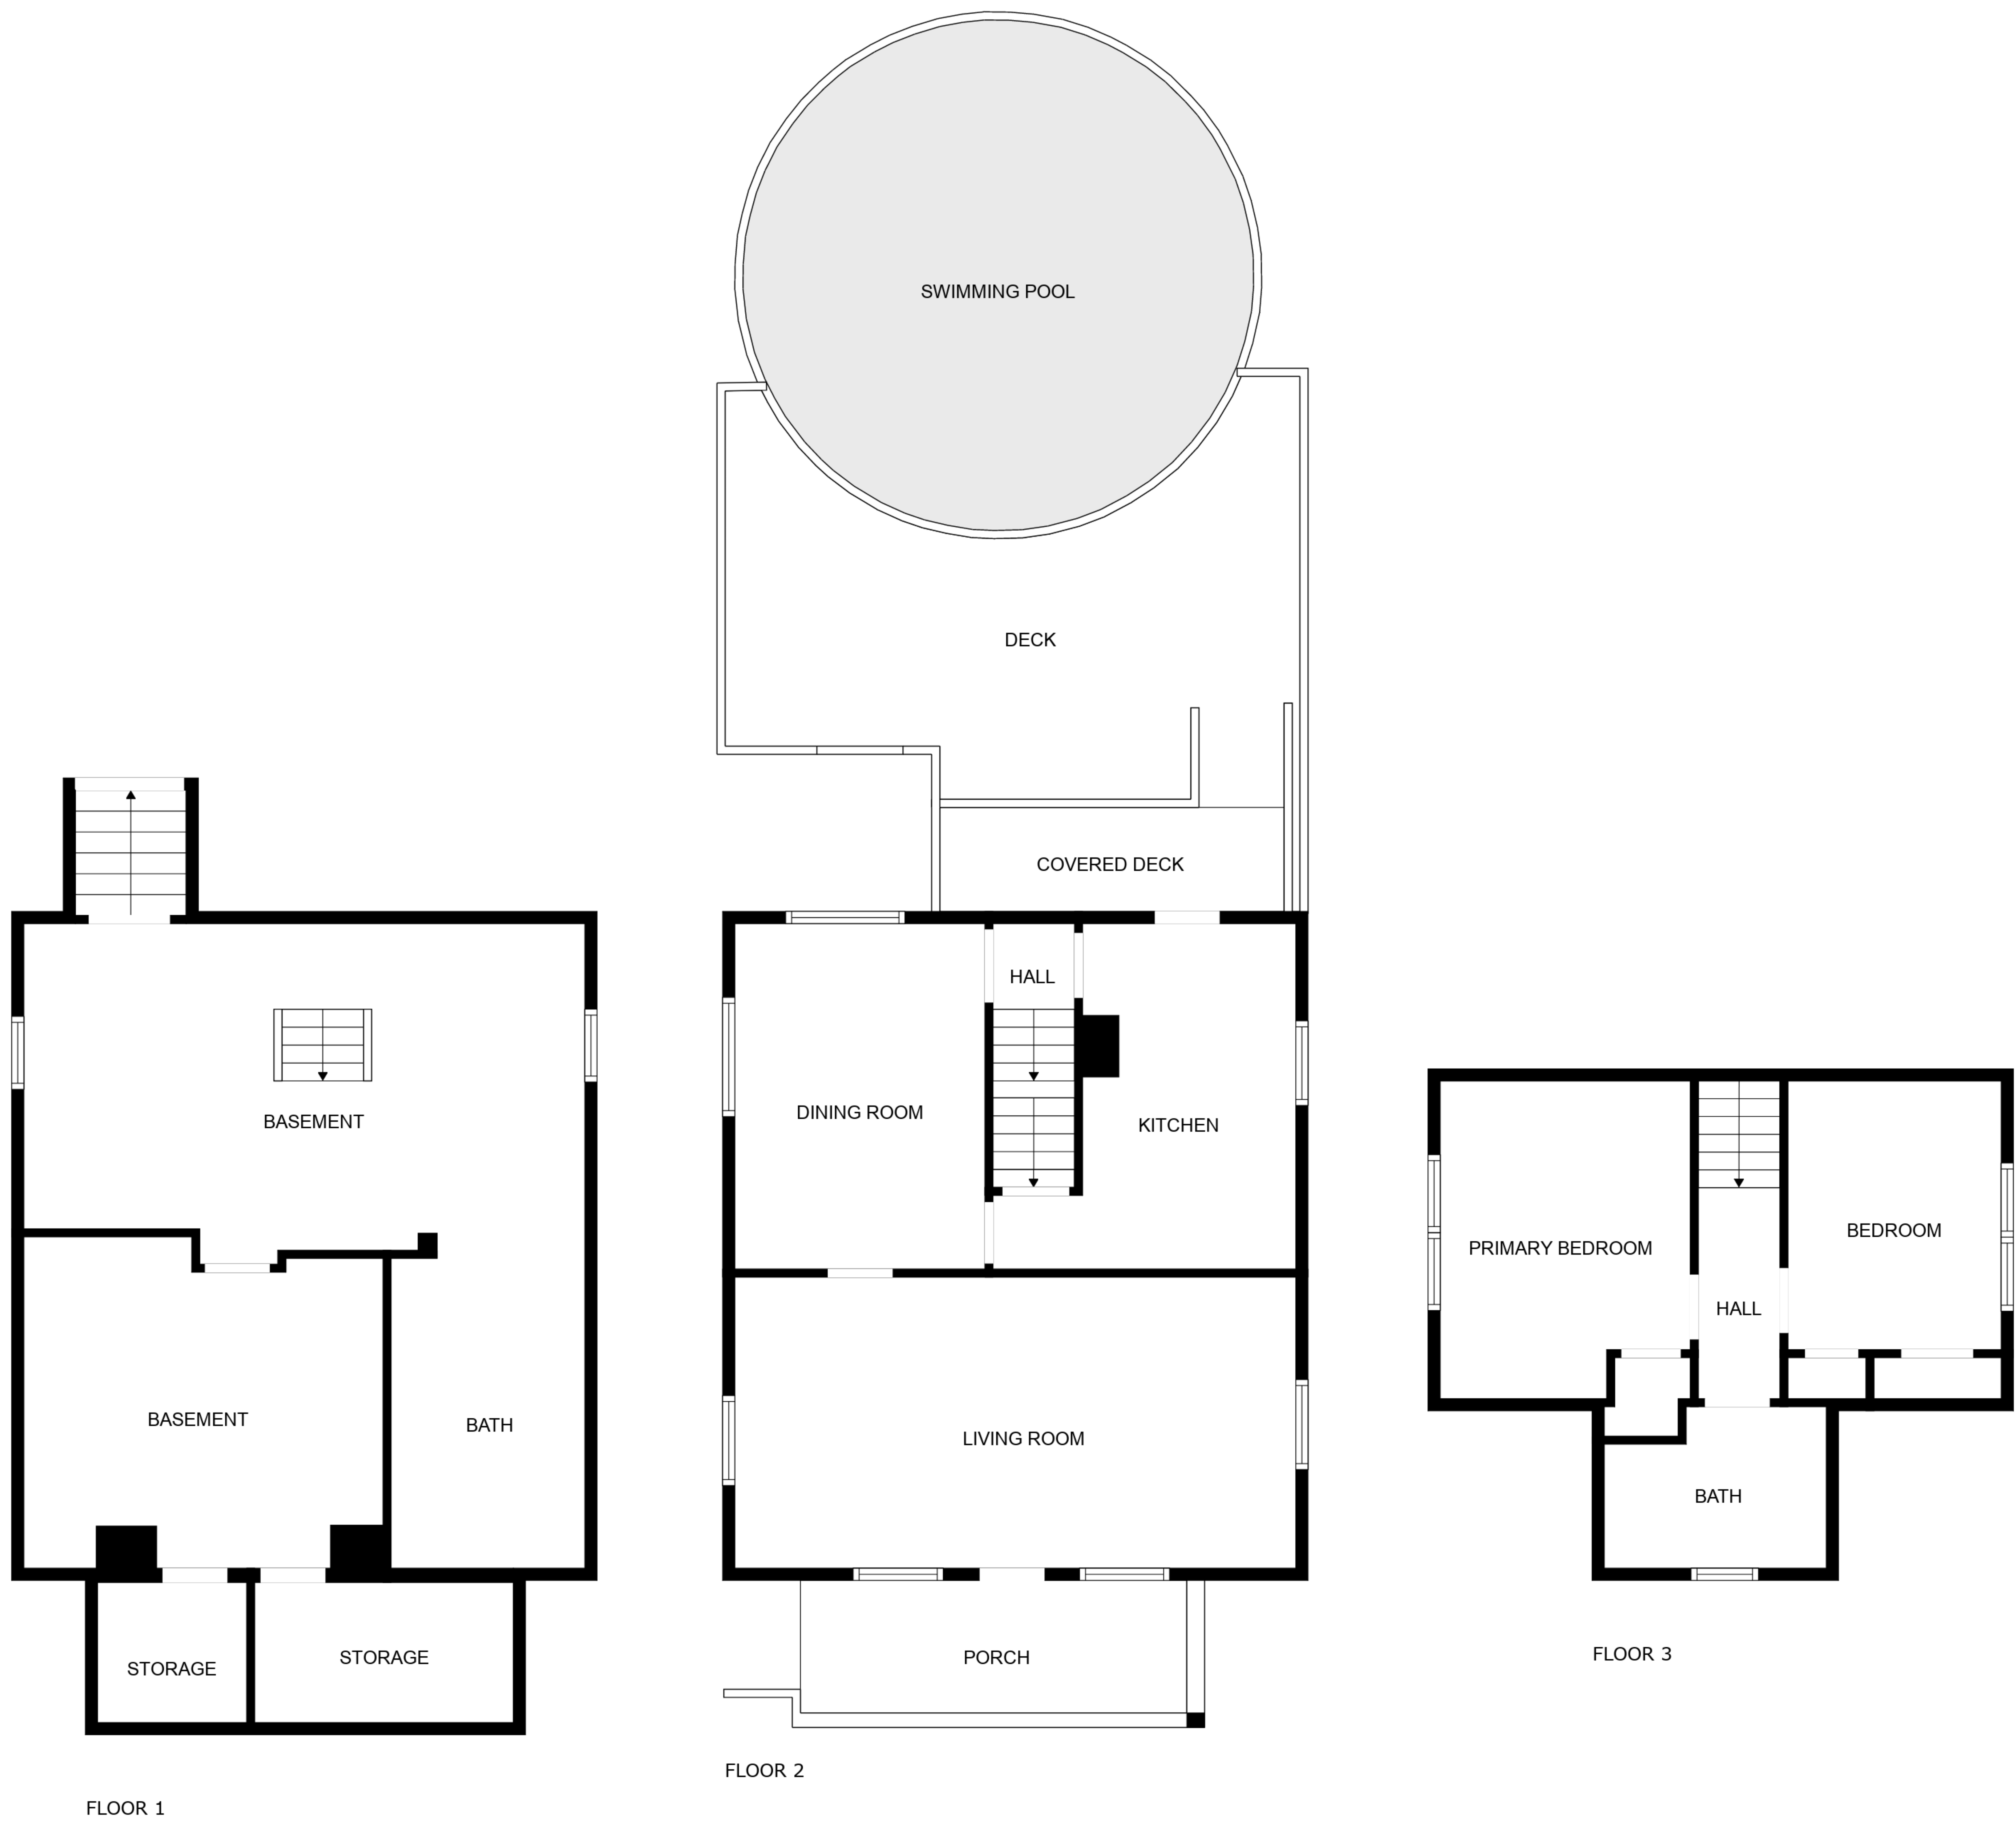 BASEMENT
BASEMENT
BATH
STORAGE
STORAGE
FLOOR 1
SWIMMING POOL
DECK
COVERED DECK
HALL
DINING ROOM
KITCHEN
LIVING ROOM
PORCH
FLOOR 2
PRIMARY BEDROOM
BEDROOM
HALL
BATH
FLOOR 3